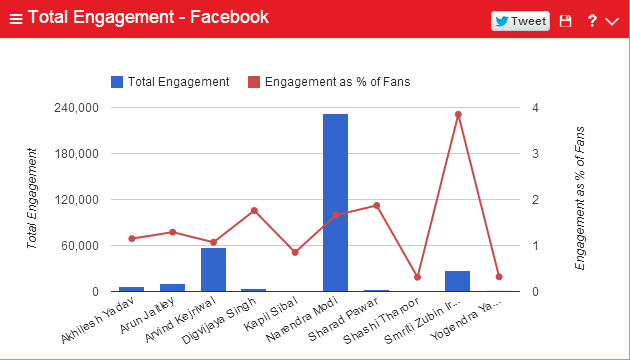 Total Engagement - Facebook
Tweet
?
Total Engagement
Engagement as % of Fans
240,000
180,000
120,000
60,000
0
4
3
2
1
0
Total Engagement
Engagement as % of Fans
Akhilesh Yadav
Arun Jaitley
Arvind Kejriwal
Digvijaya Singh
Kapil Sibal
Narendra Modi
Sharad Pawar
Shashi Tharoor
Smriti Zubin Ir...
Yogendra Ya...